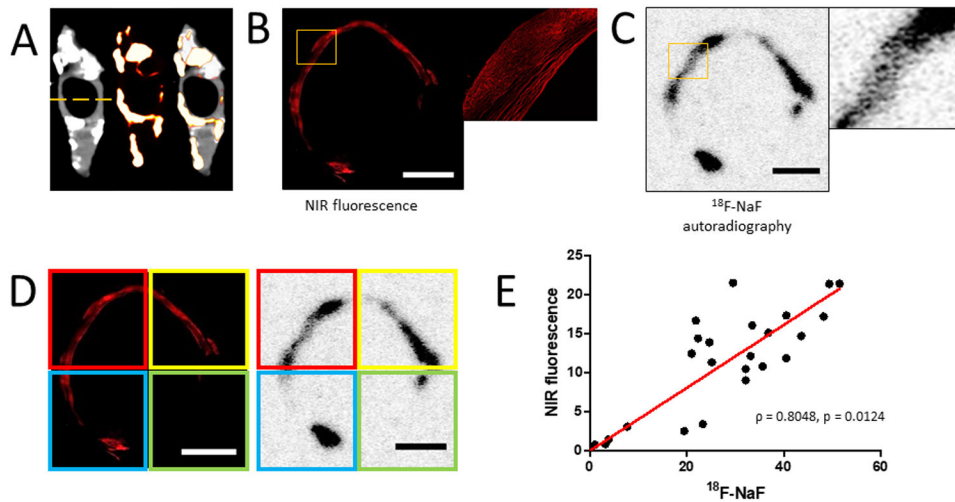 A
B
C
NIR fluorescence
18F-NaF
autoradiography
D
E
NIR fluorescence
25
20
15
10
5
0
ρ = 0.8048, p = 0.0124
0
20
40
60
18F-NaF